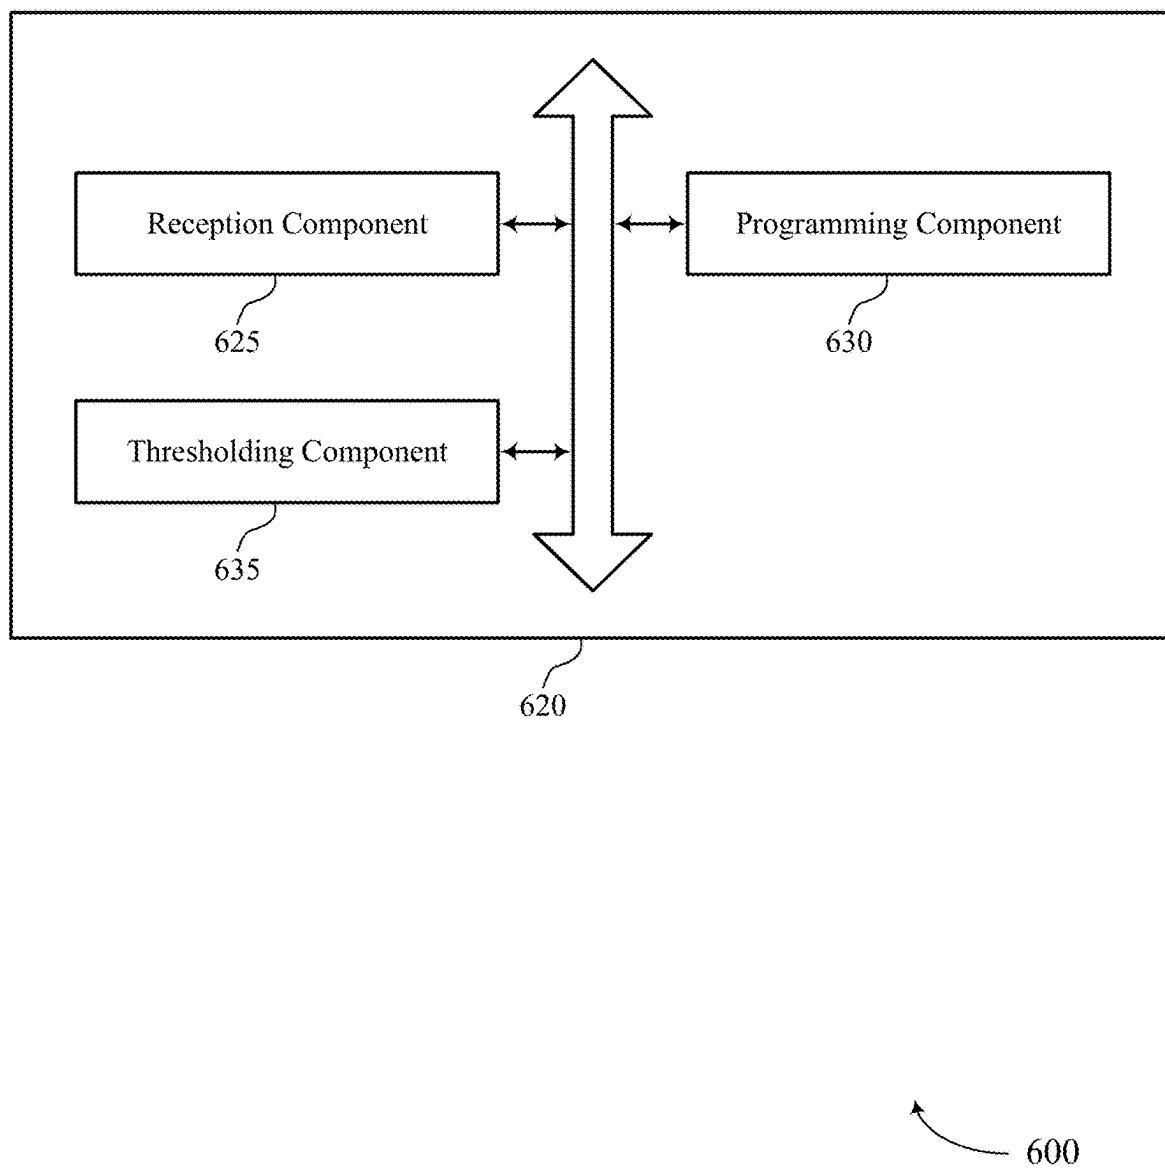 Reception Component
Programming Component
625
630
Thresholding Component
635
620
600